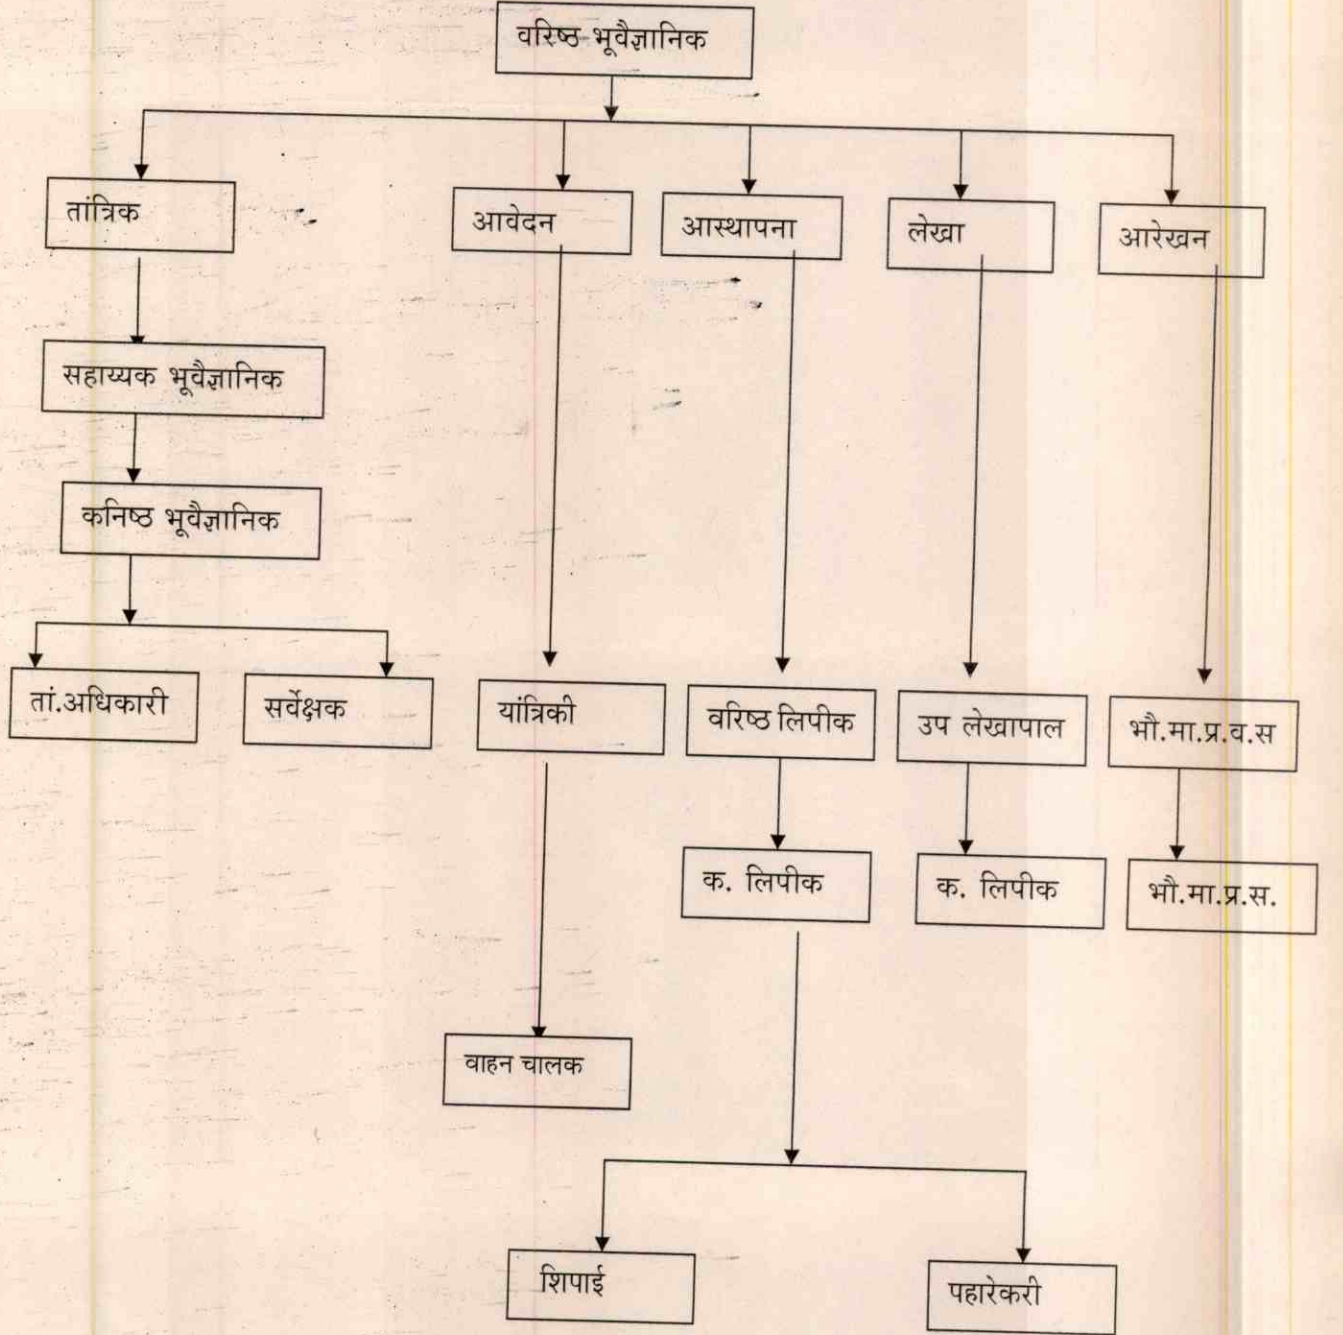 वरिष्ठ भूवैज्ञानिक
तांत्रिक
आवेदन
आस्थापना
लेखा
आरेखन
सहाय्यक भूवैज्ञानिक
कनिष्ठ भूवैज्ञानिक
तां.अधिकारी
सर्वेक्षक
यांत्रिकी
वरिष्ठ लिपीक
उप लेखापाल
भौ.मा.प्र.व.स
क. लिपीक
क. लिपीक
भौ.मा.प्र.स.
वाहन चालक
शिपाई
पहारेकरी